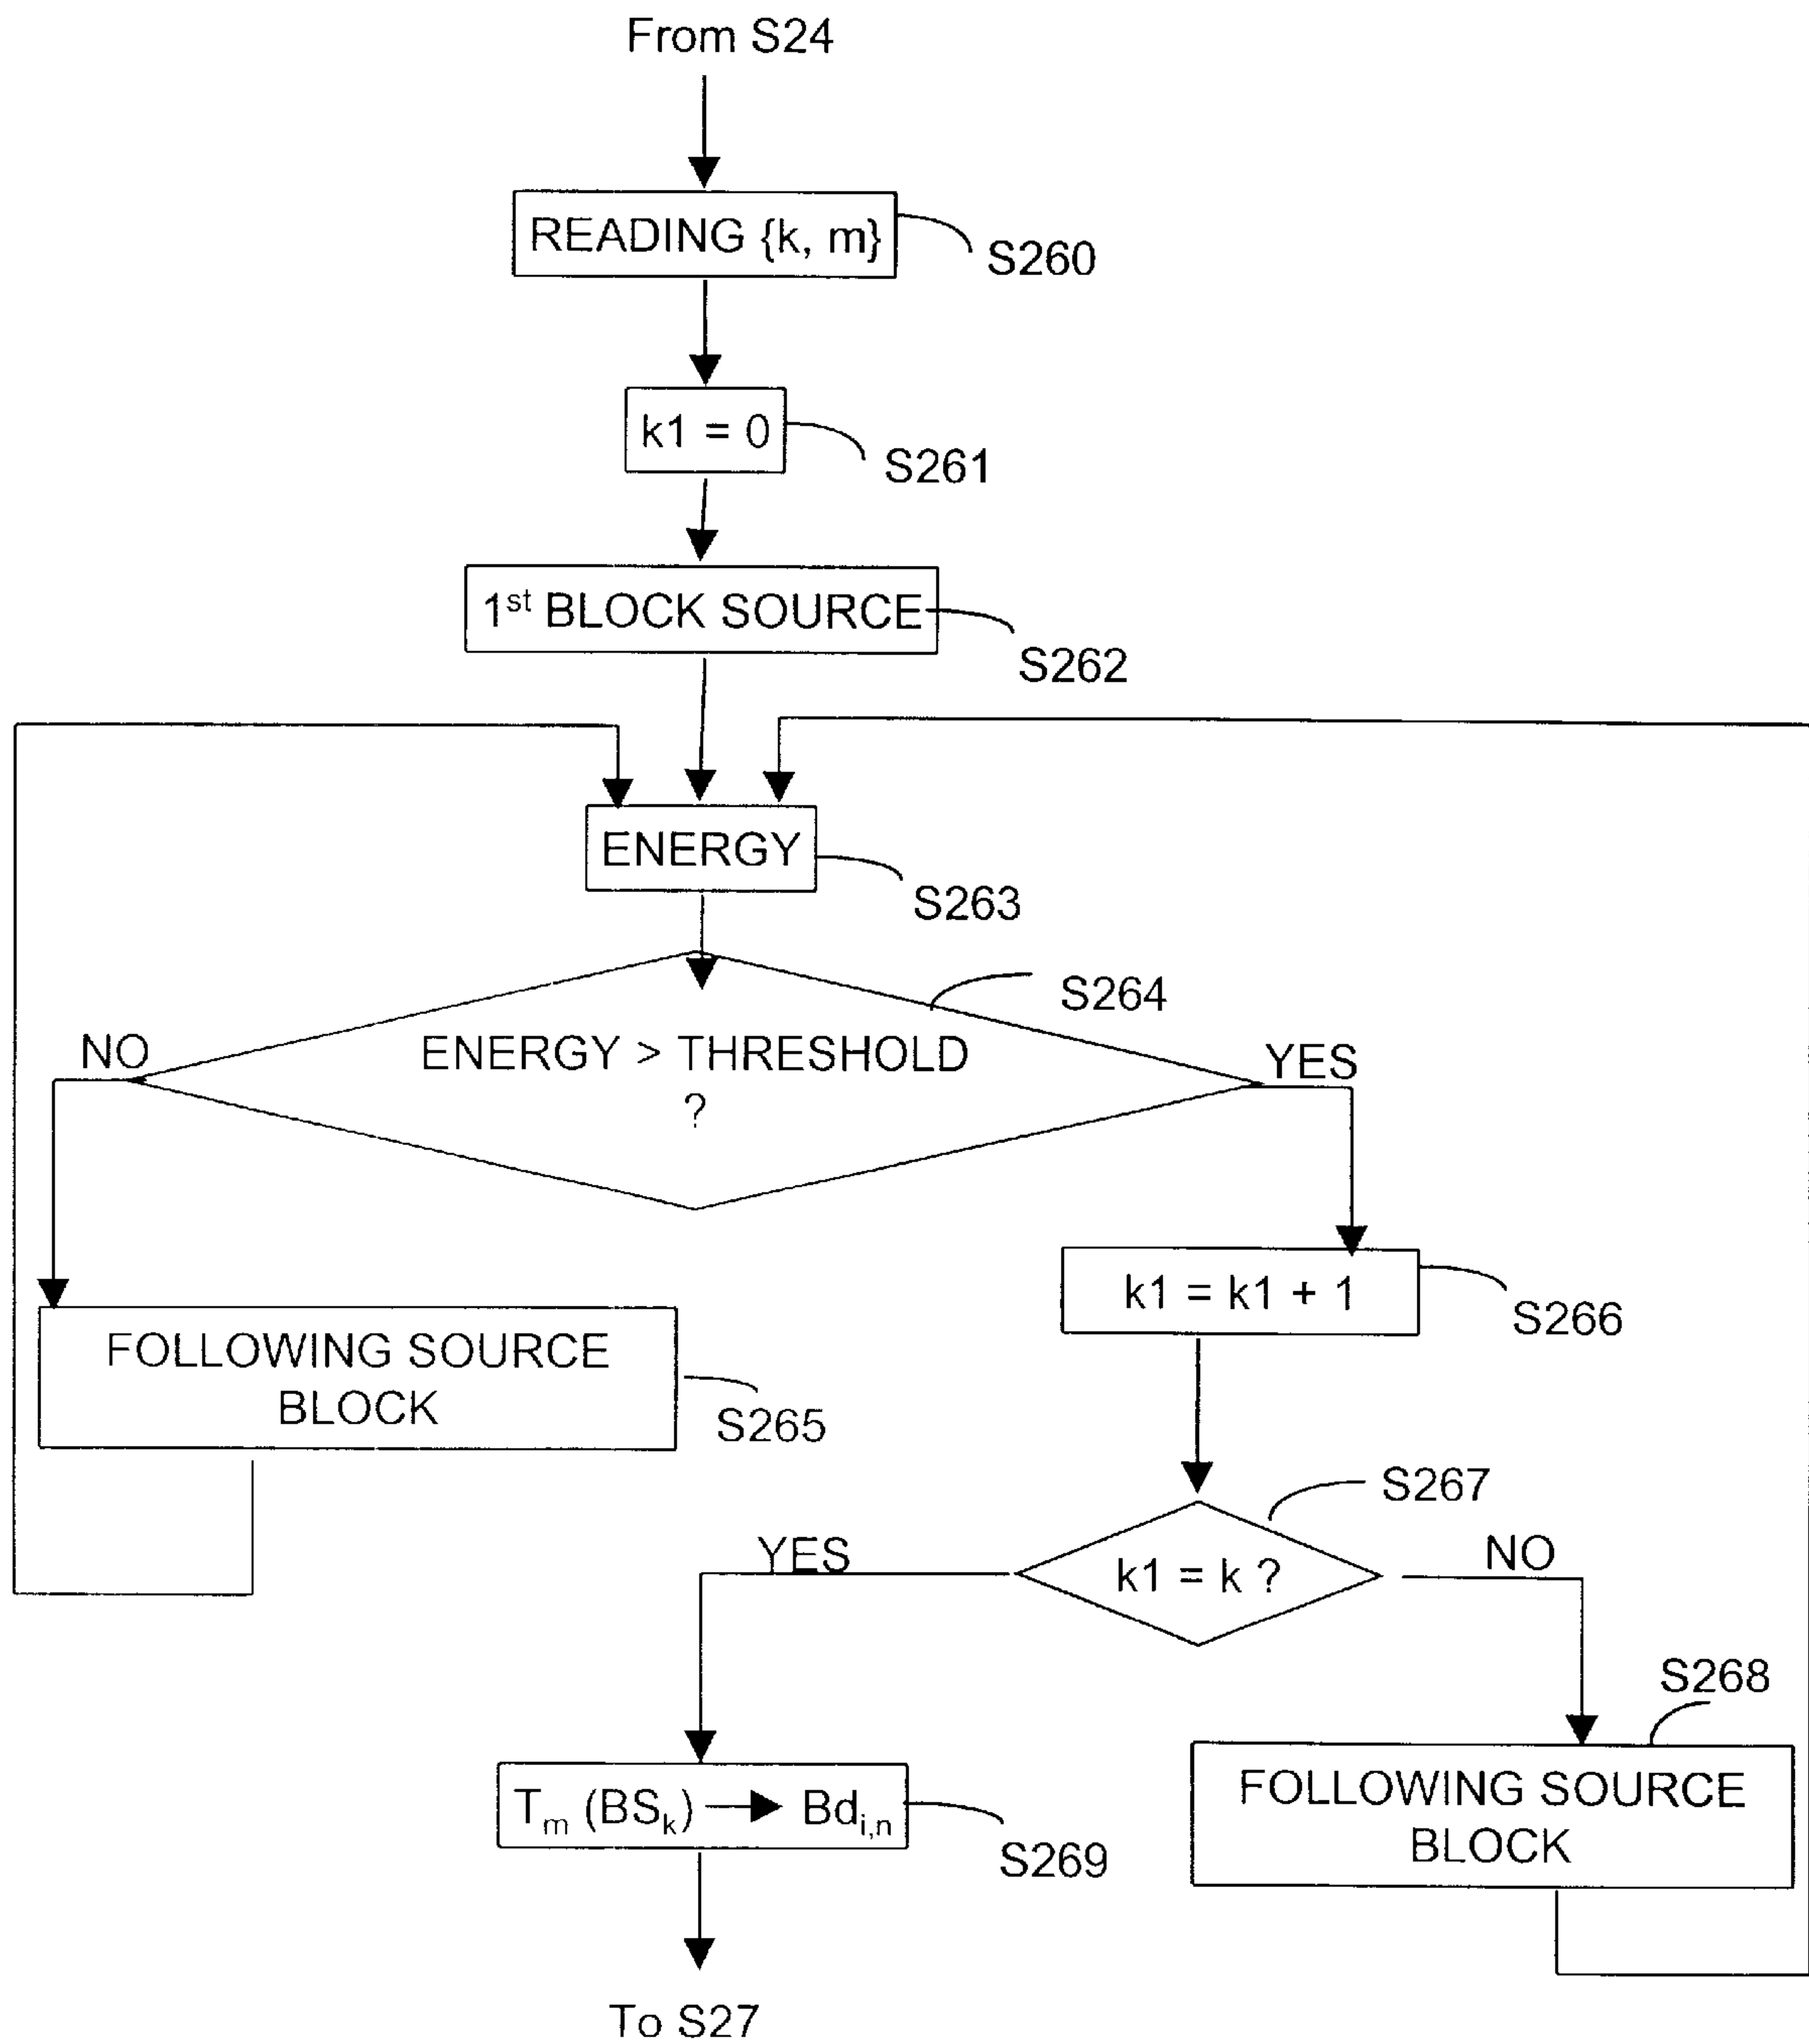 From S24
READING {k, m}
S260
k1 = 0
S261
1st BLOCK SOURCE
S262
ENERGY
S263
S264
NO
ENERGY > THRESHOLD
?
YES
k1 = k1 + 1
S266
FOLLOWING SOURCE
BLOCK
S265
S267
YES
k1 = k ?
NO
S268
Tm (BSk) → Bdi,n
S269
FOLLOWING SOURCE
BLOCK
To S27